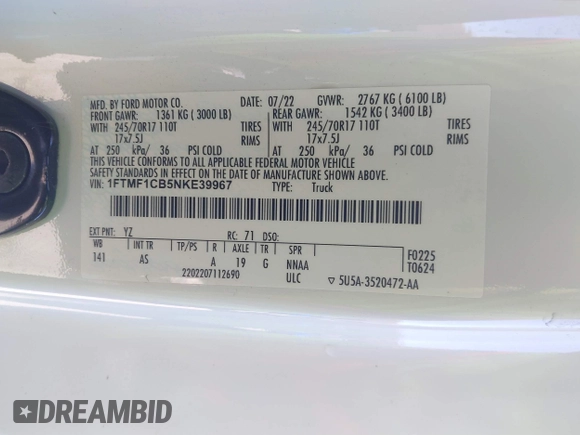 MFD. BY FORD MOTOR CO. 07/22 GVWR: 2767 KG ( 6100 LB)
FRONT GAWR: 1361 KG ( 3000 LB) REAR GAWR: 1542 KG ( 3400 LB)
WITH 245/70R17 110T TIRES WITH 245/70R17 110T TIRES
17x7.5J RIMS 17x7.5J RIMS
AT 250 kPa/ 36 PSI COLD AT 250 kPa/ 36 PSI COLD
THIS VEHICLE CONFORMS TO ALL APPLICABLE FEDERAL MOTOR VEHICLE
SAFETY STANDARDS IN EFFECT ON THE DATE OF MANUFACTURE SHOWN ABOVE.
VIN: 1FTMF1CB5NKE39967 TYPE: Truck
EXT PNT: YZ RC: 71 DSO:
WB INT TR TP/PS R AXLE TR SPR F0225
141 AS A 19 G NNAA T0624
2202207112690 ULC ▽ 5U5A-3520472-AA
DREAMBID